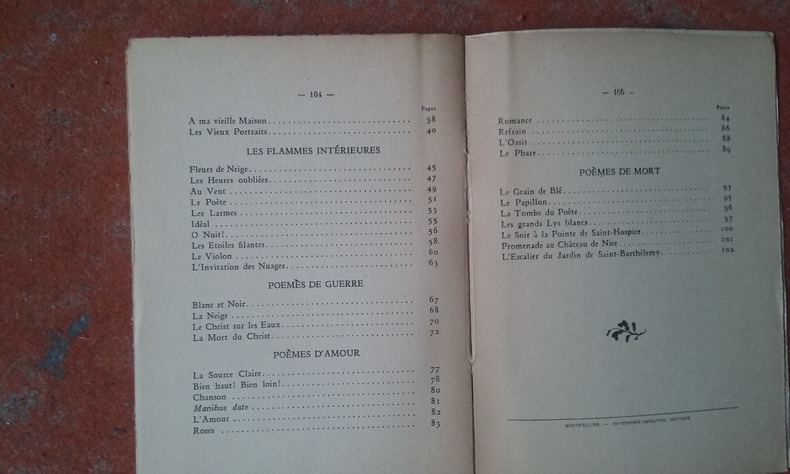 — 104 —
Pages
A ma vieille Maison. 38
Les Vieux Portraits. 40
LES FLAMMES INTÉRIEURES
Fleurs de Neige. 45
Les Heures oubliées. 47
Au Vent 49
Le Poète 51
Les Larmes 53
Idéal 55
O Nuit! 56
Les Etoiles filantes. 58
Le Violon 60
L'Invitation des Nuages. 63
POEMÈS DE GUERRE
Blanc et Noir. 67
La Neige 68
Le Christ sur les Eaux. 70
La Mort du Christ. 72
POÈMES D'AMOUR
La Source Claire. 77
Bien haut! Bien loin!. 78
Chanson 80
Manibus date 81
L'Amour 82
Roses 83
— 105 —
Pages
Romance 84
Refrain 86
L'Oasis 88
Le Phare. 89
POÈMES DE MORT
Le Grain de Blé. 93
Le Papillon. 95
La Tombe du Poète. 96
Les grands Lys blancs. 97
Le Soir à la Pointe de Saint-Hospice. 100
Promenade au Château de Nice. 101
L'Escalier du Jardin de Saint-Barthélemy 102
MONTPELLIER. — IMPRIMERIE